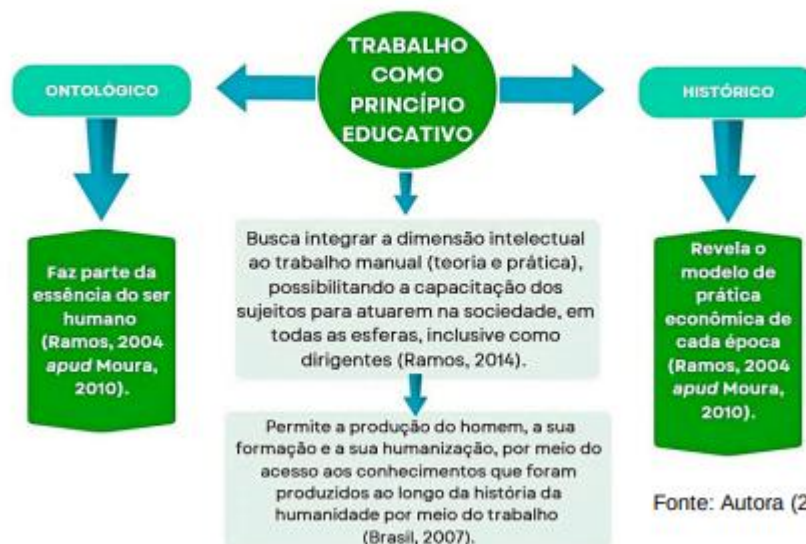 TRABALHO
COMO
PRINCÍPIO
EDUCATIVO
ONTOLÓGICO
HISTÓRICO
Faz parte da
essência do ser
humano
(Ramos, 2004
apud Moura,
2010).
Busca integrar a dimensão intelectual
ao trabalho manual (teoria e prática),
possibilitando a capacitação dos
sujeitos para atuarem na sociedade, em
todas as esferas, inclusive como
dirigentes (Ramos, 2014).
Revela o
modelo de
prática
econômica de
cada época
(Ramos, 2004
apud Moura,
2010).
Permite a produção do homem, a sua
formação e a sua humanização, por meio do
acesso aos conhecimentos que foram
produzidos ao longo da história da
humanidade por meio do trabalho
(Brasil, 2007).
Fonte: Autora (2